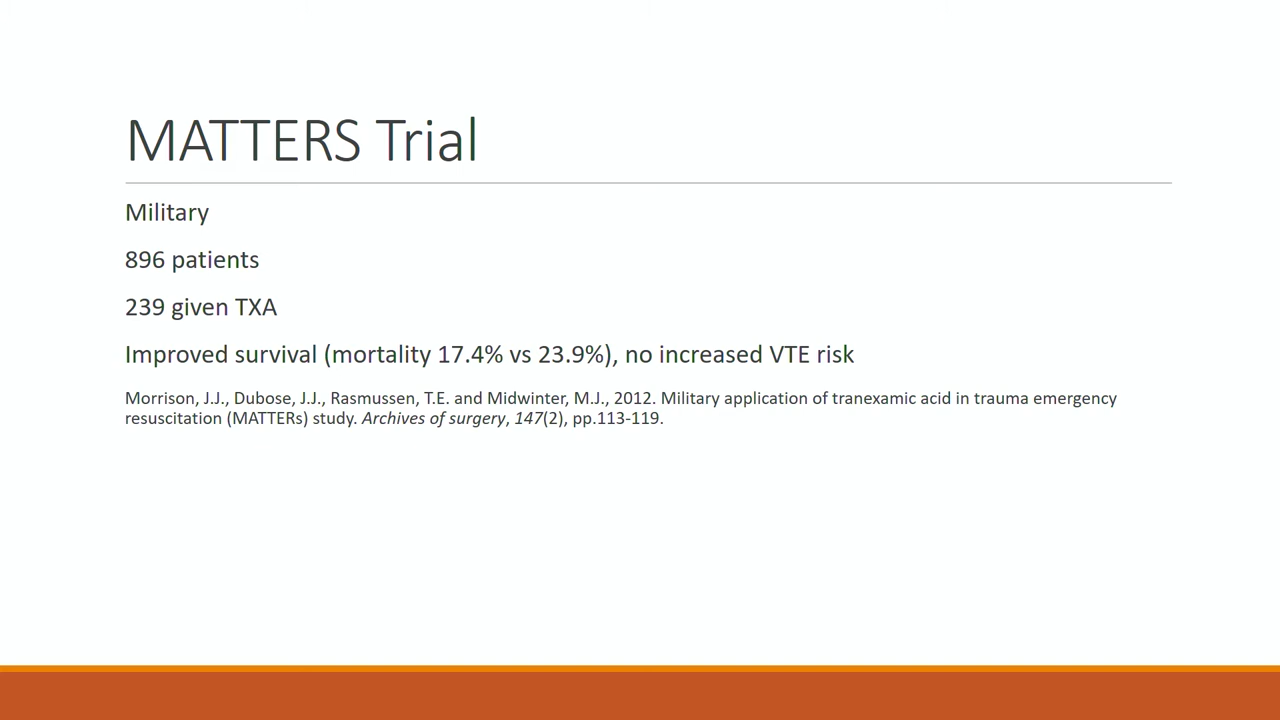 MATTERS Trial
Military
896 patients
239 given TXA
Improved survival (mortality 17.4% vs 23.9%), no increased VTE risk
Morrison, J.J., Dubose, J.J., Rasmussen, T.E. and Midwinter, M.J., 2012. Military application of tranexamic acid in trauma emergency
resuscitation (MATTERs) study. Archives of surgery, 147(2), pp.113-119.